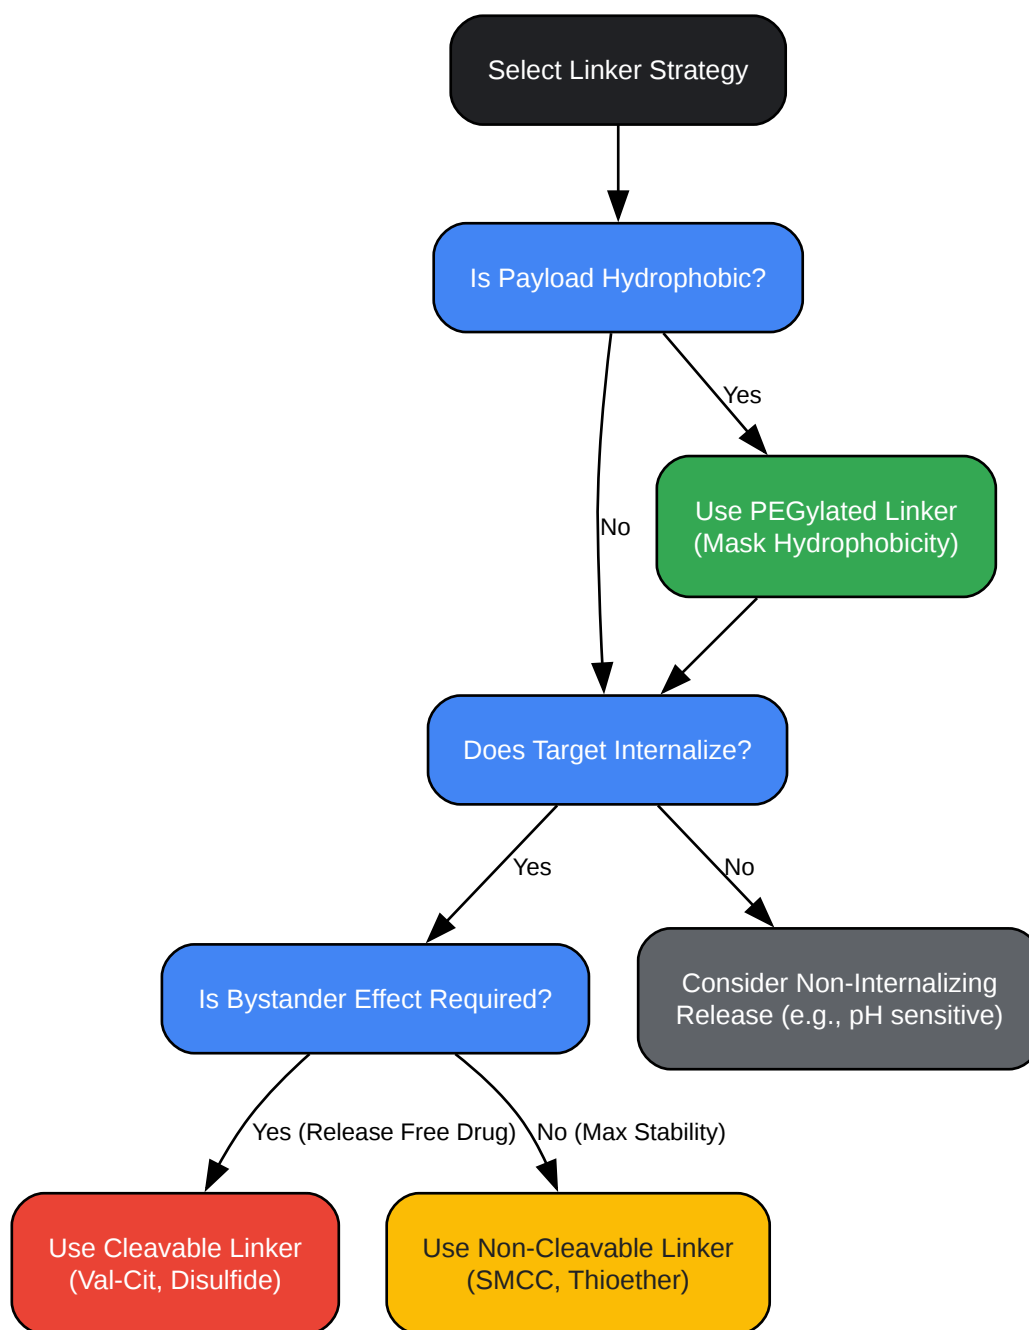 Select Linker Strategy
Is Payload Hydrophobic?
Yes
Use PEGylated Linker
(Mask Hydrophobicity)
No
Does Target Internalize?
Yes
No
Is Bystander Effect Required?
Consider Non-Internalizing
Release (e.g., pH sensitive)
Yes (Release Free Drug)
No (Max Stability)
Use Cleavable Linker
(Val-Cit, Disulfide)
Use Non-Cleavable Linker
(SMCC, Thioether)